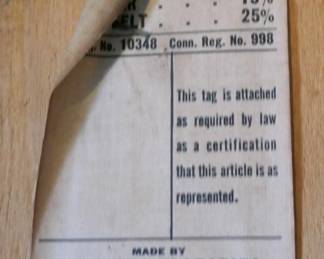 25%
No. 10348 Conn. Reg. No. 998
This tag is attached
as required by law
as a certification
that this article is as
represented.
MADE BY